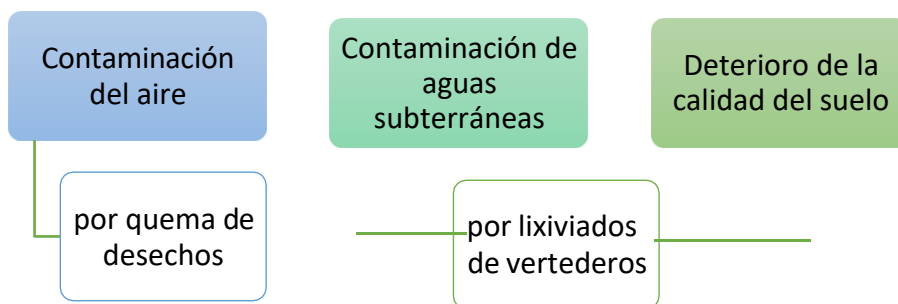 Contaminación
del aire
Contaminación de
aguas
subterráneas
Deterioro de la
calidad del suelo
por quema de
desechos
por lixiviados
de vertederos